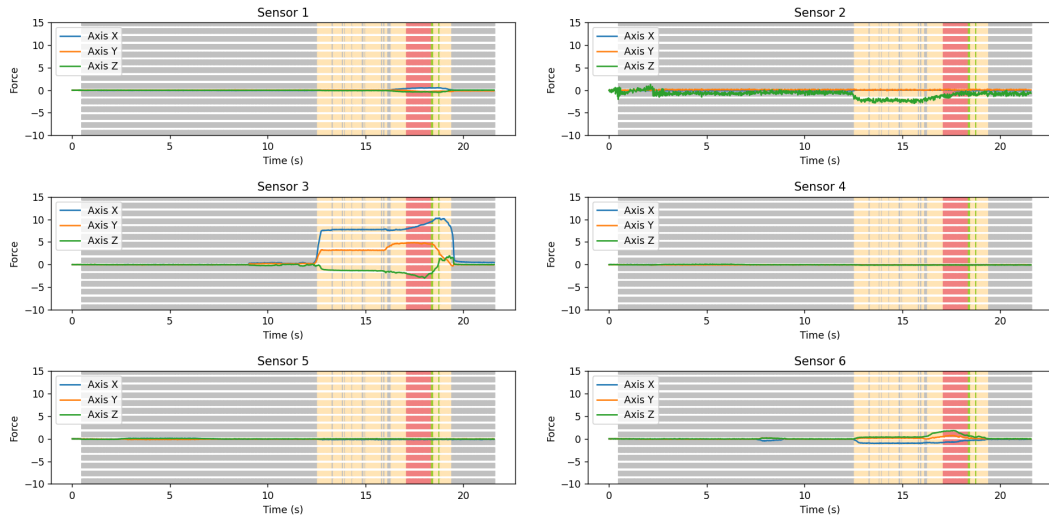 Sensor 1
15
10
5
0
−5
−10
Force
Axis X
Axis Y
Axis Z
0
5
10
15
20
Time (s)
Sensor 2
15
10
5
0
−5
−10
Force
Axis X
Axis Y
Axis Z
0
5
10
15
20
Time (s)
Sensor 3
15
10
5
0
−5
−10
Force
Axis X
Axis Y
Axis Z
0
5
10
15
20
Time (s)
Sensor 4
15
10
5
0
−5
−10
Force
Axis X
Axis Y
Axis Z
0
5
10
15
20
Time (s)
Sensor 5
15
10
5
0
−5
−10
Force
Axis X
Axis Y
Axis Z
0
5
10
15
20
Time (s)
Sensor 6
15
10
5
0
−5
−10
Force
Axis X
Axis Y
Axis Z
0
5
10
15
20
Time (s)